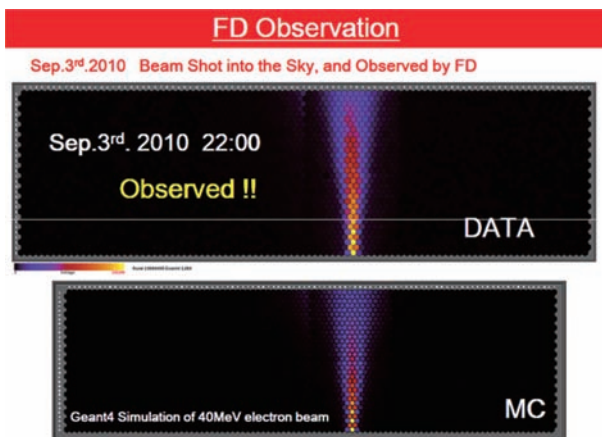 FD Observation
Sep.3rd.2010 Beam Shot into the Sky, and Observed by FD
Sep.3rd. 2010 22:00
Observed !!
DATA
Geant4 Simulation of 40MeV electron beam
MC